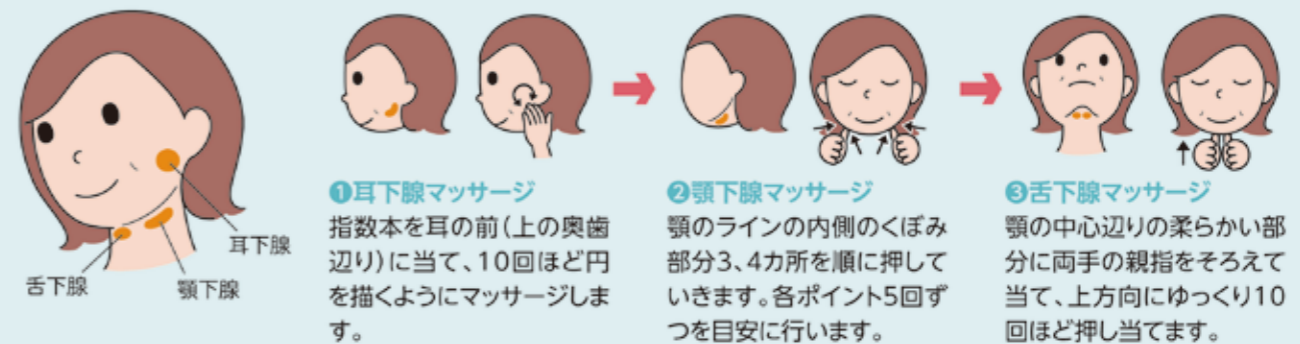 耳下腺
舌下腺
顎下腺
❶耳下腺マッサージ
指数本を耳の前(上の奥歯
辺り)に当て、10回ほど円
を描くようにマッサージしま
す。
❷顎下腺マッサージ
顎のラインの内側のくぼみ
部分3、4カ所を順に押して
いきます。各ポイント5回ず
つを目安に行います。
❸舌下腺マッサージ
顎の中心辺りの柔らかい部
分に両手の親指をそろえて
当て、上方向にゆっくり10
回ほど押し当てます。